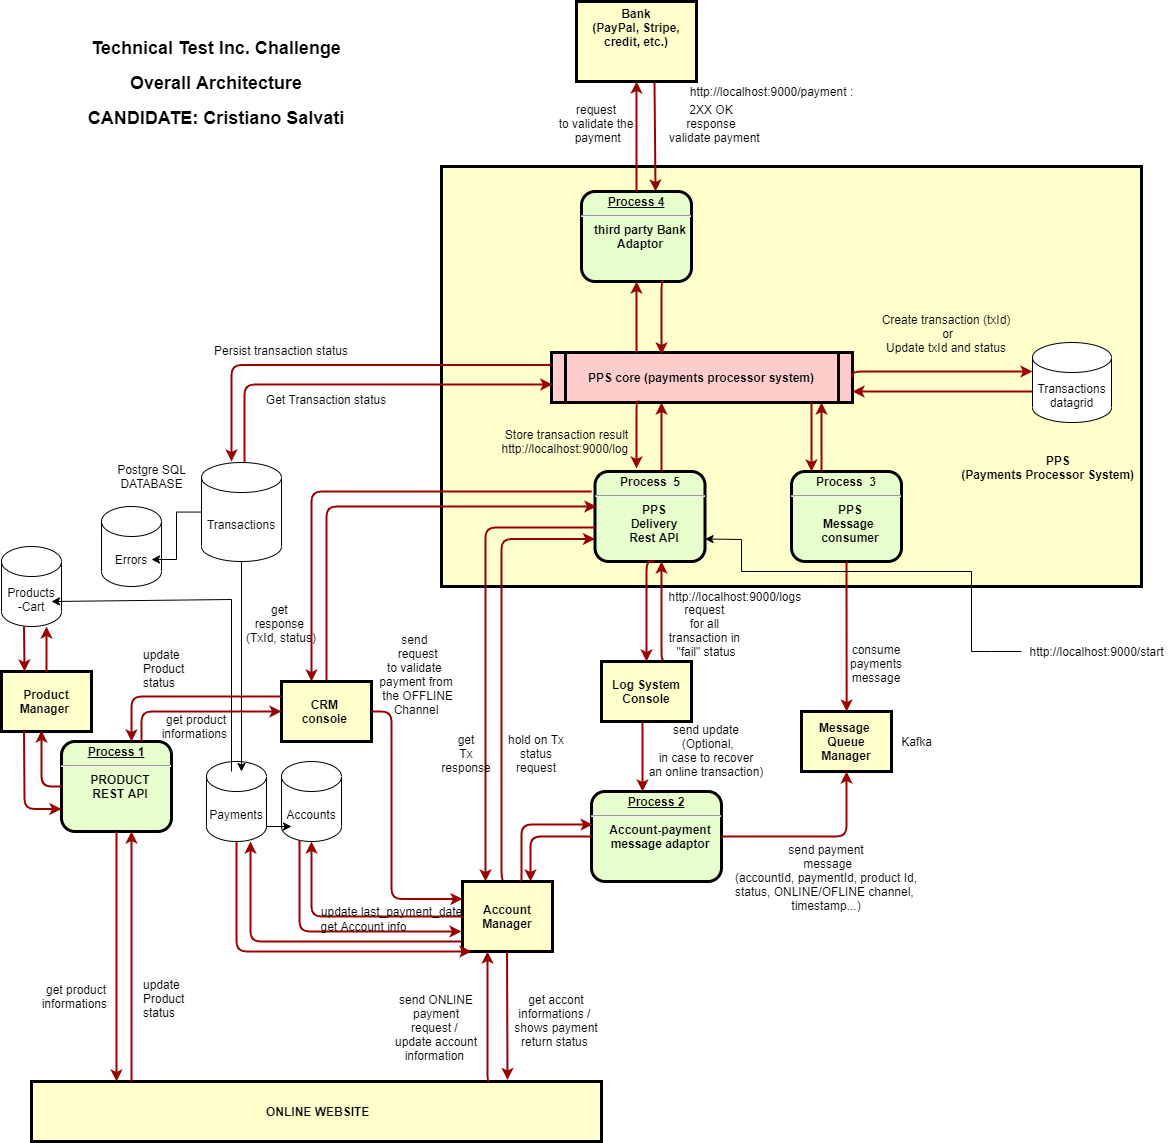 Technical Test Inc. Challenge
Overall Architecture
CANDIDATE: Cristiano Salvati
Bank
(PayPal, Stripe,
credit, etc.)
request
to validate the
payment
http://localhost:9000/payment :
2XX OK
response
validate payment
Process 4
third party Bank
Adaptor
Create transaction (txId)
or
Update txId and status
Persist transaction status
PPS core (payments processor system)
Transactions
datagrid
Get Transaction status
Store transaction result
http://localhost:9000/log
PPS
(Payments Processor System)
Postgre SQL
DATABASE
Process  5
PPS
Delivery
Rest API
Process  3
PPS
Message
consumer
Transactions
Errors
Products
-Cart
http://localhost:9000/logs
request
for all
transaction in
"fail" status
get
response
(TxId, status)
send
request
to validate
payment from
the OFFLINE
Channel
http://localhost:9000/start
consume
payments
message
update
Product
status
Product
Manager
CRM
console
Log System
Console
get product
informations
send update
(Optional,
in case to recover
an online transaction)
Message
Queue
Manager
Kafka
get
Tx
response
hold on Tx
status
request
Process 1
PRODUCT
REST API
Payments
Accounts
Process 2
Account-payment
message adaptor
send payment
message
(accountId, paymentId, product Id,
status, ONLINE/OFLINE channel,
timestamp...)
update last_payment_date
get Account info
Account
Manager
get product
informations
update
Product
status
send ONLINE
payment
request /
update account
information
get accont
informations /
shows payment
return status
ONLINE WEBSITE